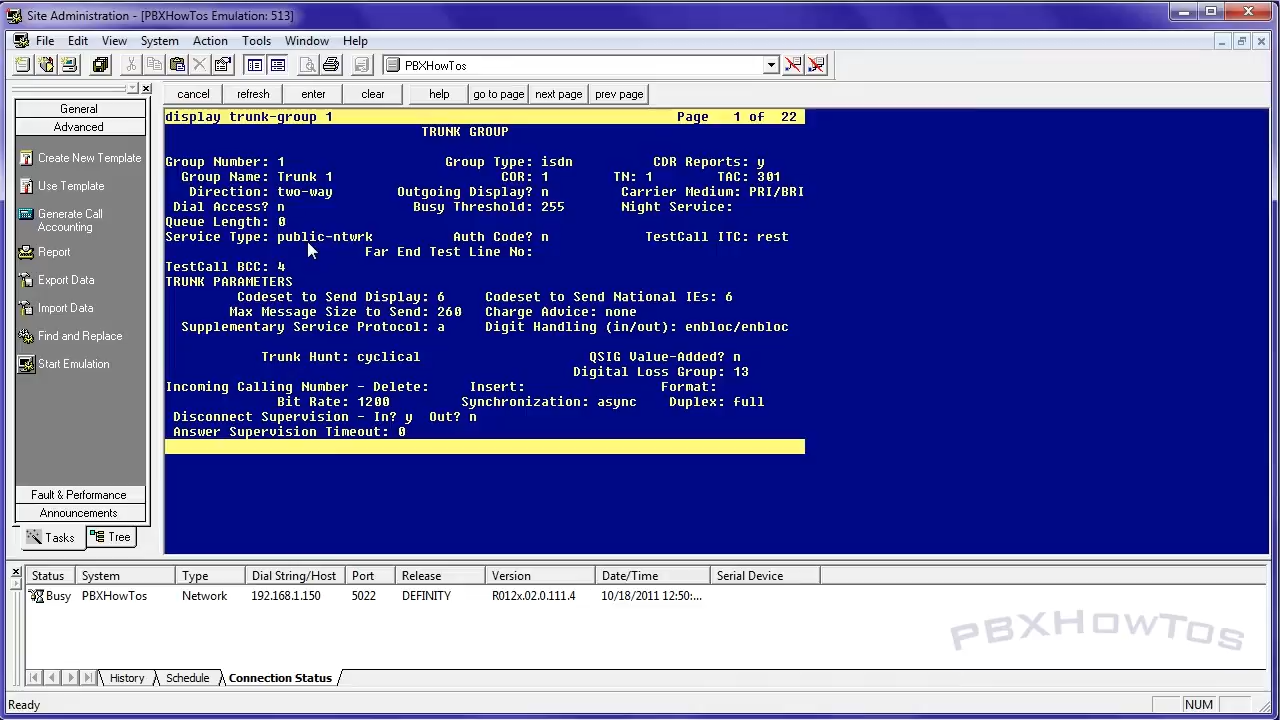 Site Administration - [PBXHowTos Emulation: 513]
File Edit View System Action Tools Window Help
PBXHowTos
cancel refresh enter clear help go to page next page prev page
General
Advanced
Create New Template
Use Template
Generate Call
Accounting
Report
Export Data
Import Data
Find and Replace
Start Emulation
Fault & Performance
Announcements
Tasks Tree
display trunk-group 1 Page 1 of 22
TRUNK GROUP
Group Number: 1 Group Type: isdn CDR Reports: y
Group Name: Trunk 1 COR: 1 TN: 1 TAC: 301
Direction: two-way Outgoing Display? n Carrier Medium: PRI/BRI
Dial Access? n Busy Threshold: 255 Night Service:
Queue Length: 0
Service Type: public-ntwrk Auth Code? n TestCall ITC: rest
Far End Test Line No:
TestCall BCC: 4
TRUNK PARAMETERS
Codeset to Send Display: 6 Codeset to Send National IEs: 6
Max Message Size to Send: 260 Charge Advice: none
Supplementary Service Protocol: a Digit Handling (in/out): enbloc/enbloc
Trunk Hunt: cyclical QSIG Value-Added? n
Digital Loss Group: 13
Incoming Calling Number - Delete: Insert: Format:
Bit Rate: 1200 Synchronization: async Duplex: full
Disconnect Supervision - In? y Out? n
Answer Supervision Timeout: 0
Status System Type Dial String/Host Port Release Version Date/Time Serial Device
Busy PBXHowTos Network 192.168.1.150 5022 DEFINITY R012x.02.0.111.4 10/18/2011 12:50:...
PBXHowTos
History Schedule Connection Status
Ready NUM